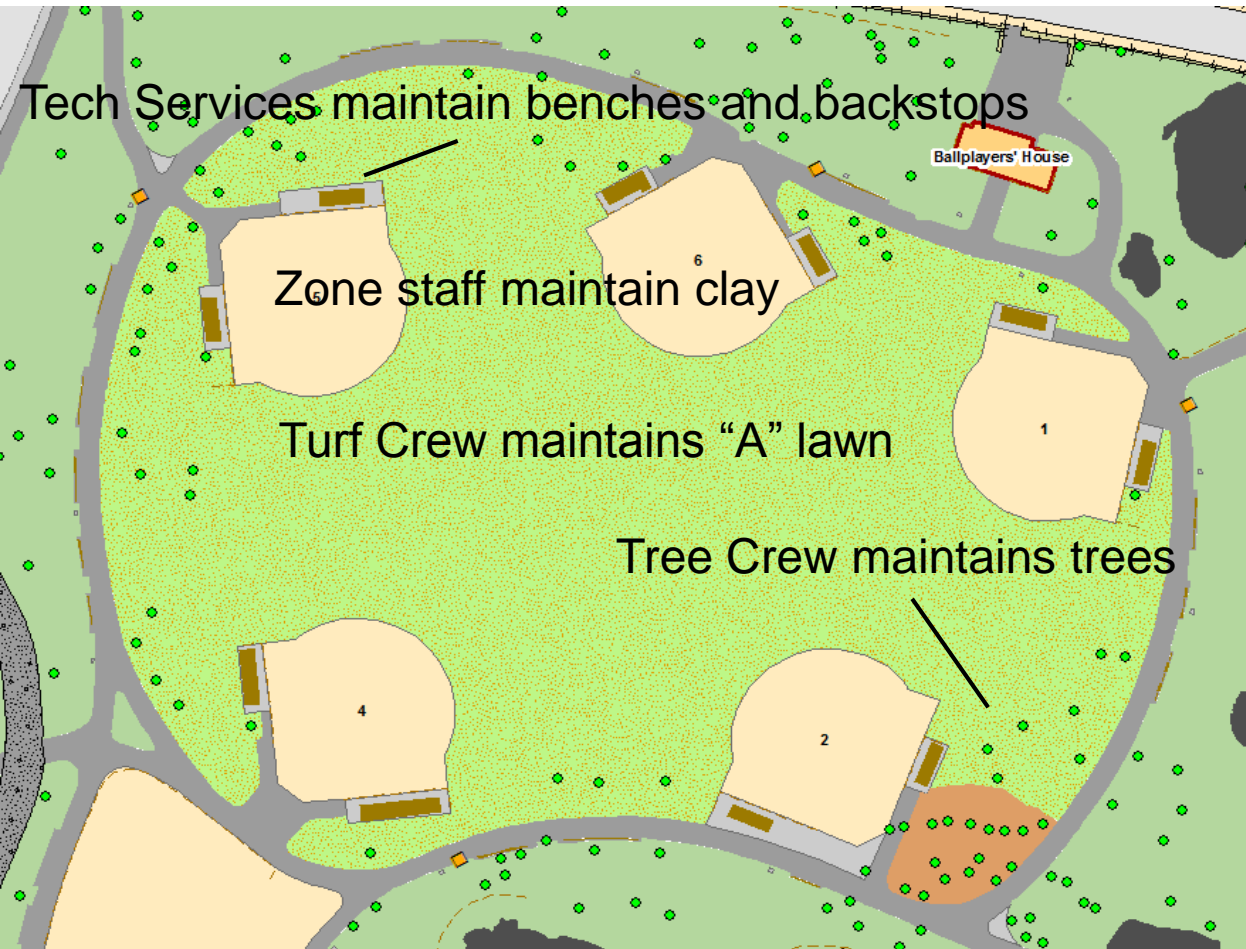 Tech Services maintain benches and backstops
Ballplayers' House
6
Zone staff maintain clay
5
1
Turf Crew maintains “A” lawn
Tree Crew maintains trees
4
2